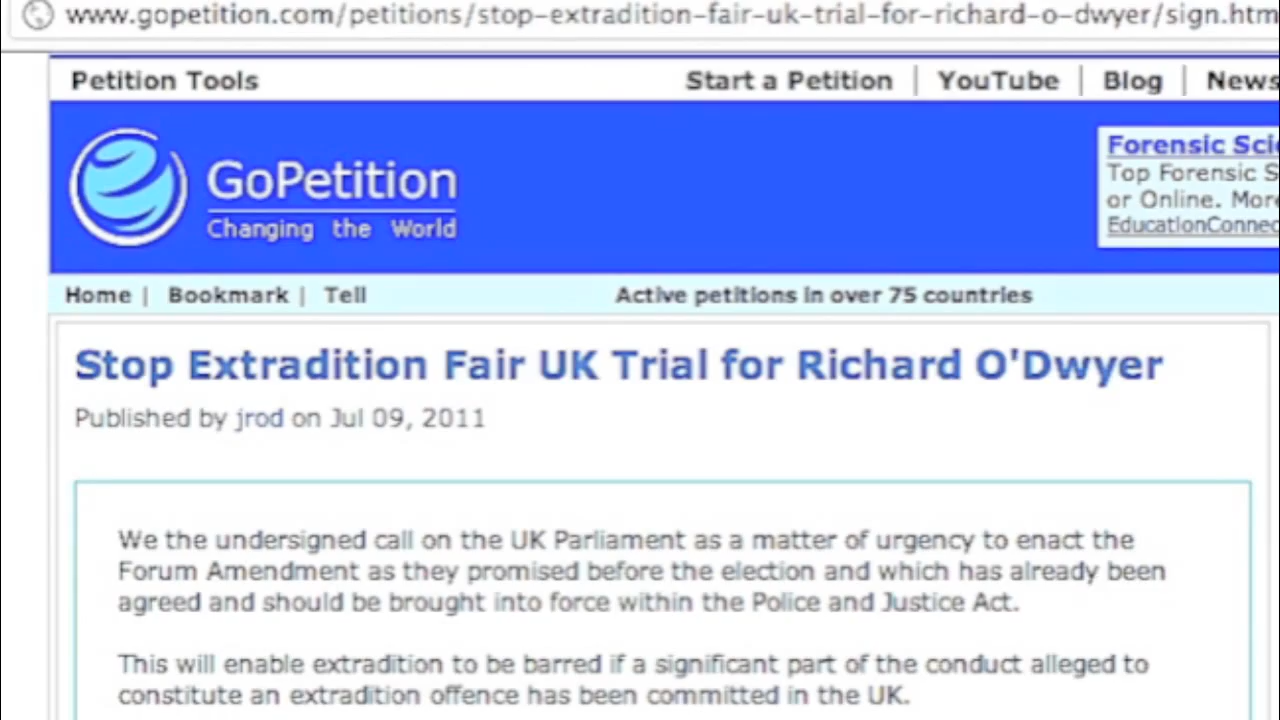 www.gopetition.com/petitions/stop-extradition-fair-uk-trial-for-richard-o-dwyer/sign.htm
Petition Tools Start a Petition | YouTube | Blog | News
GoPetition
Changing the World
Forensic Sci
Top Forensic S
or Online. More
EducationConnec
Home | Bookmark | Tell Active petitions in over 75 countries
Stop Extradition Fair UK Trial for Richard O'Dwyer
Published by jrod on Jul 09, 2011
We the undersigned call on the UK Parliament as a matter of urgency to enact the
Forum Amendment as they promised before the election and which has already been
agreed and should be brought into force within the Police and Justice Act.
This will enable extradition to be barred if a significant part of the conduct alleged to
constitute an extradition offence has been committed in the UK.